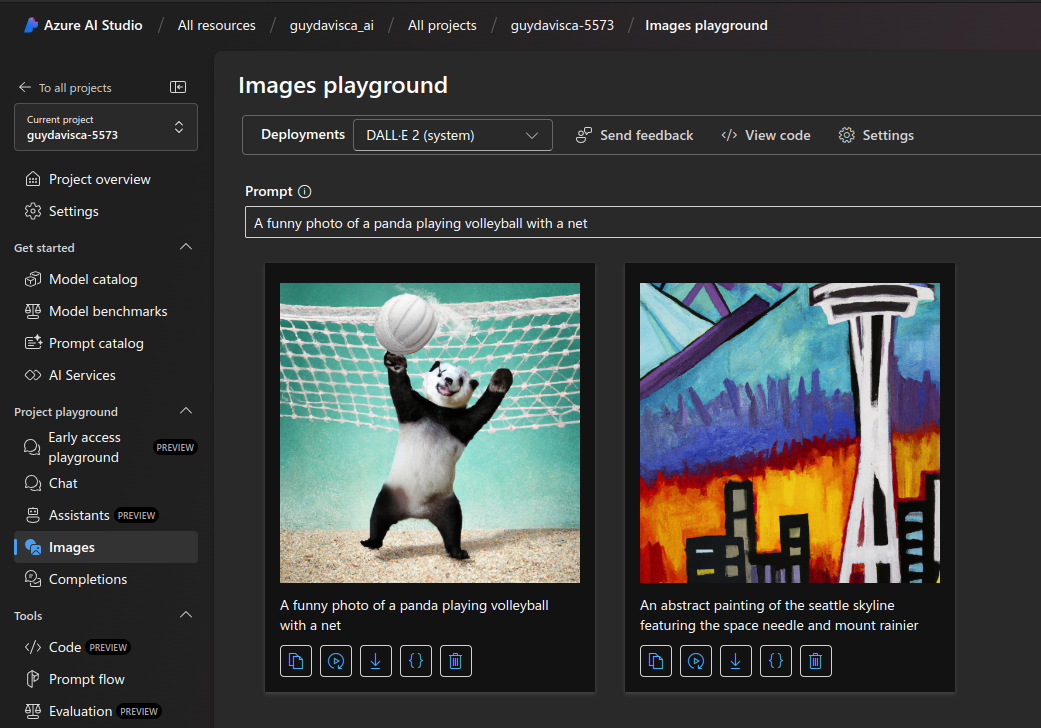 Azure AI Studio / All resources / guydavisca_ai / All projects / guydavisca-5573 / Images playground
To all projects
Current project
guydavisca-5573
Project overview
Settings
Get started
Model catalog
Model benchmarks
Prompt catalog
AI Services
Project playground
Early access
playground PREVIEW
Chat
Assistants PREVIEW
Images
Completions
Tools
Code PREVIEW
Prompt flow
Evaluation PREVIEW
Images playground
Deployments DALL·E 2 (system) Send feedback View code Settings
Prompt
A funny photo of a panda playing volleyball with a net
A funny photo of a panda playing volleyball
with a net
An abstract painting of the seattle skyline
featuring the space needle and mount rainier